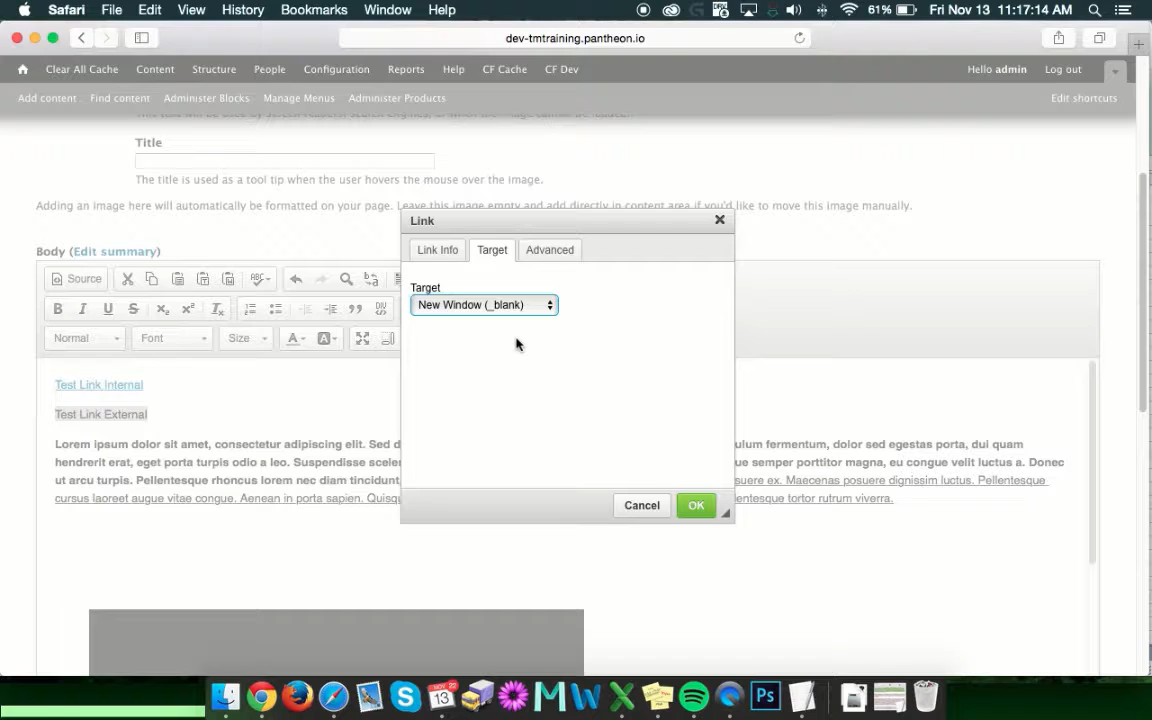 Safari File Edit View History Bookmarks Window Help 61% Fri Nov 13 11:17:14 AM
dev-tmtraining.pantheon.io
Clear All Cache Content Structure People Configuration Reports Help CF Cache CF Dev Hello admin Log out
Add content Find content Administer Blocks Manage Menus Administer Products Edit shortcuts
Title
The title is used as a tool tip when the user hovers the mouse over the image.
Adding an image here will automatically be formatted on your page. Leave this image empty and add directly in content area if you'd like to move this image manually.
Link
Link Info Target Advanced
Target
New Window (_blank)
Cancel OK
Body (Edit summary)
Source
Normal Font Size
Test Link Internal
Test Link External
Lorem ipsum dolor sit amet, consectetur adipiscing elit. Sed d ulum fermentum, dolor sed egestas porta, dui quam
hendrerit erat, eget porta turpis odio a leo. Suspendisse sceler ue semper porttitor magna, eu congue velit luctus a. Donec
ut arcu turpis. Pellentesque rhoncus lorem nec diam tincidunt, suere ex. Maecenas posuere dignissim luctus. Pellentesque
cursus laoreet augue vitae congue. Aenean in porta sapien. Quisqu entesque tortor rutrum viverra.
NOV 22
13
Ps